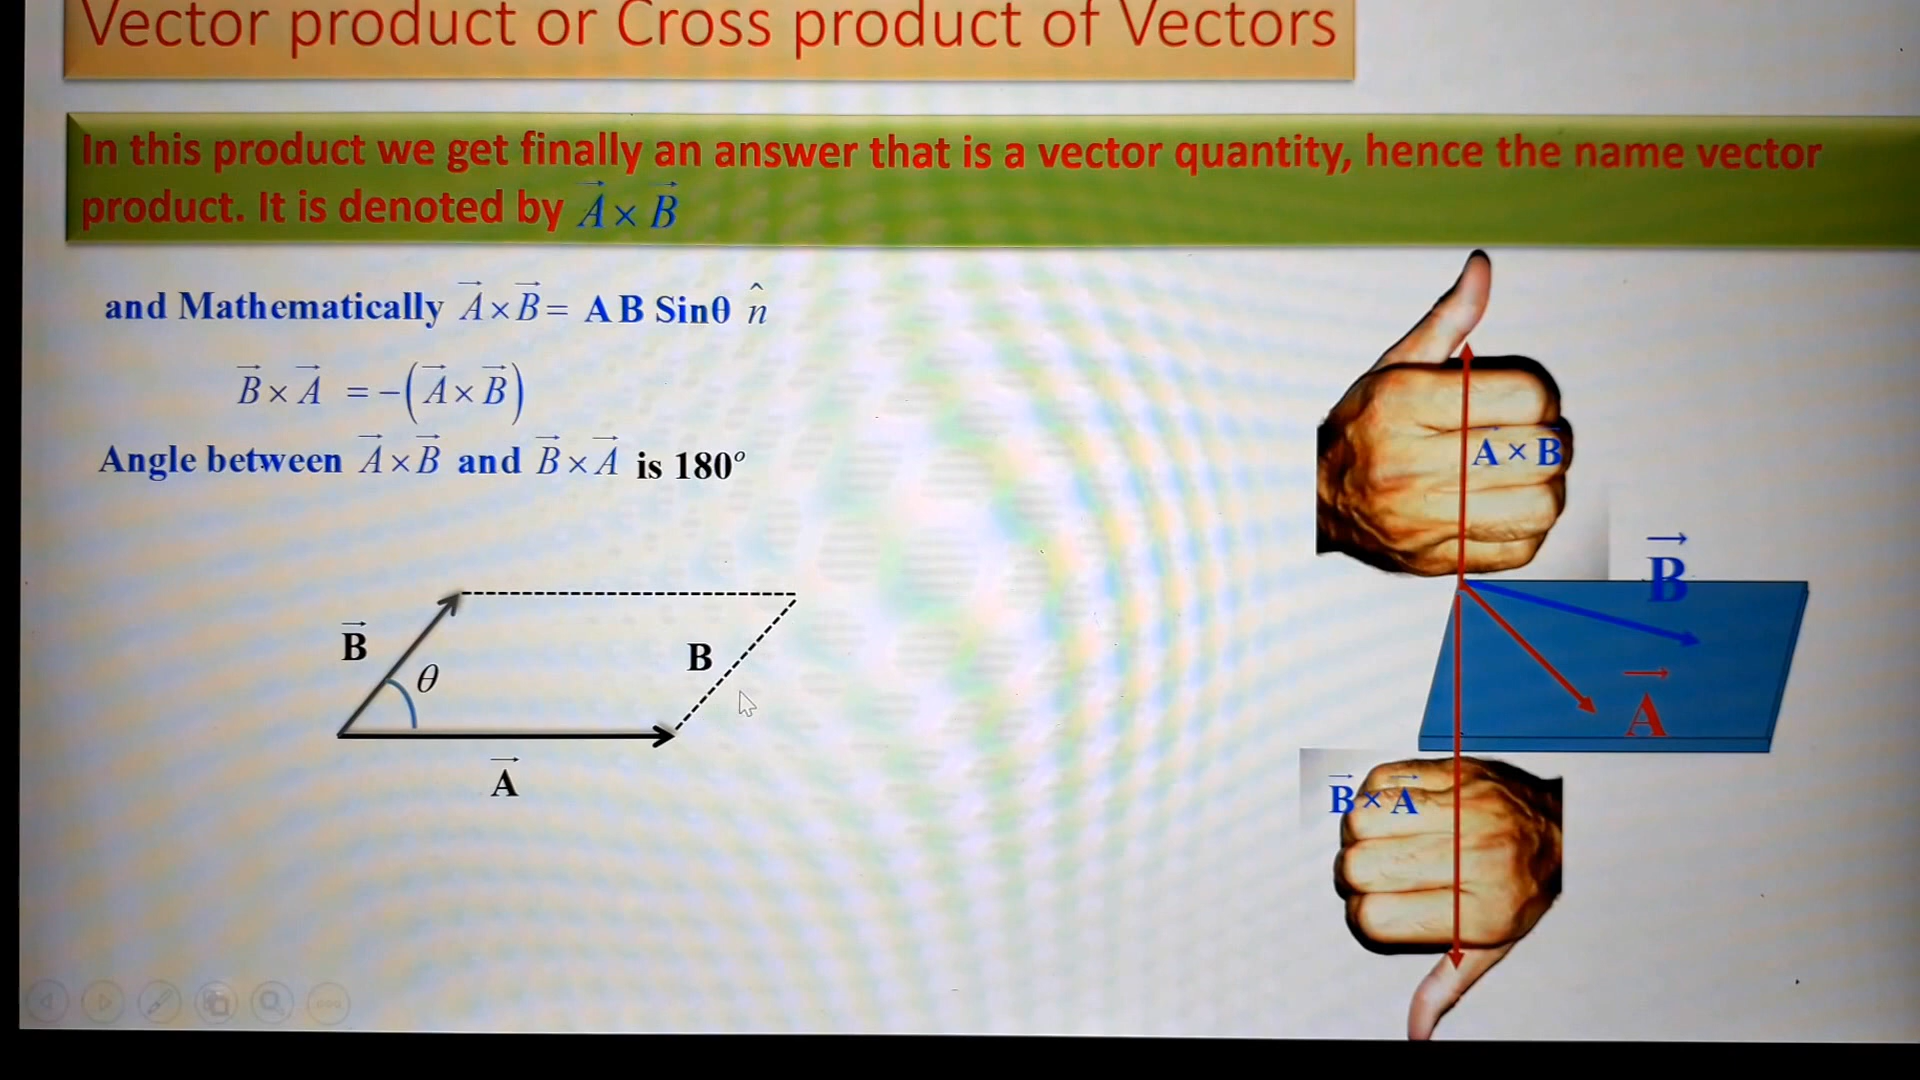 Vector product or Cross product of Vectors
In this product we get finally an answer that is a vector quantity, hence the name vector
product. It is denoted by A⃗ × B⃗
and Mathematically A⃗ × B⃗ = A B Sinθ n̂
B⃗ × A⃗ = −(A⃗ × B⃗)
Angle between A⃗ × B⃗ and B⃗ × A⃗ is 180°
B⃗
θ
B
A⃗
A⃗ × B⃗
B⃗
A⃗
B⃗ × A⃗